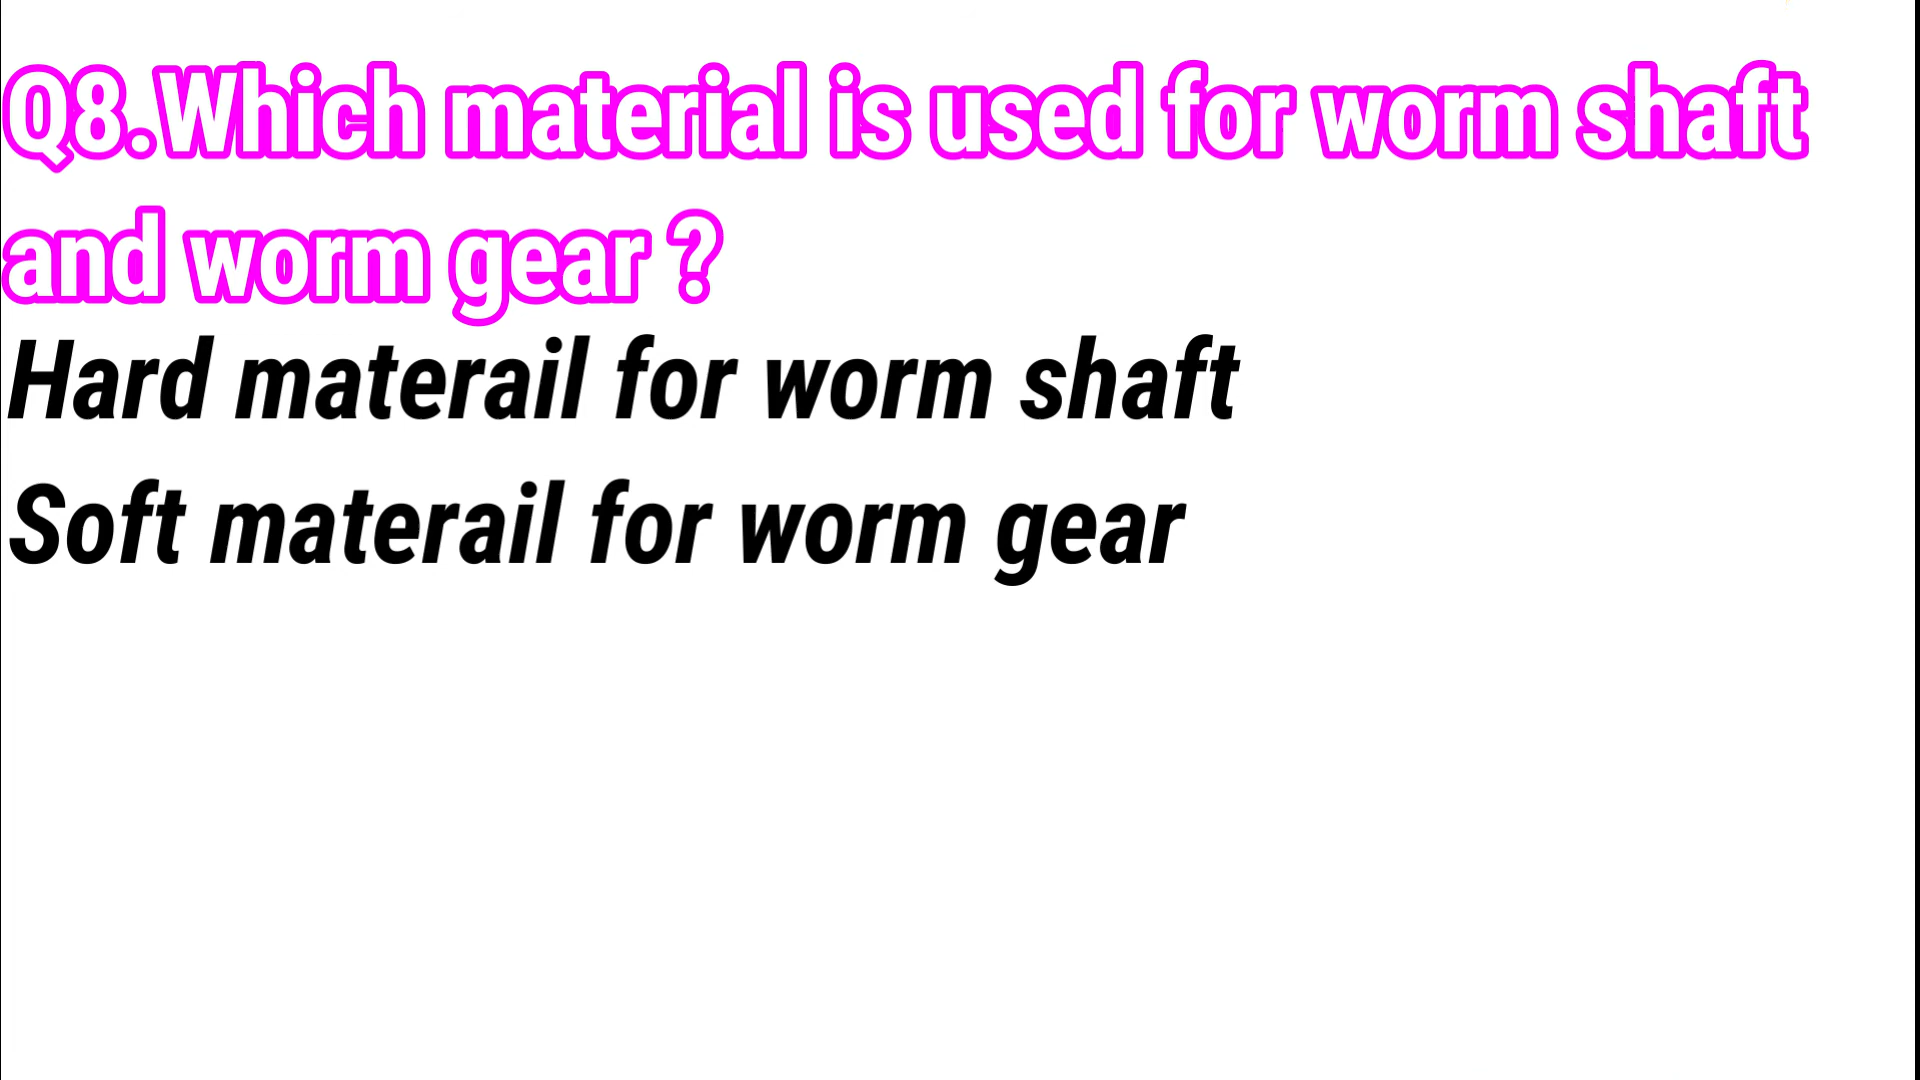 Q8.Which material is used for worm shaft
and worm gear ?
Hard materail for worm shaft
Soft materail for worm gear